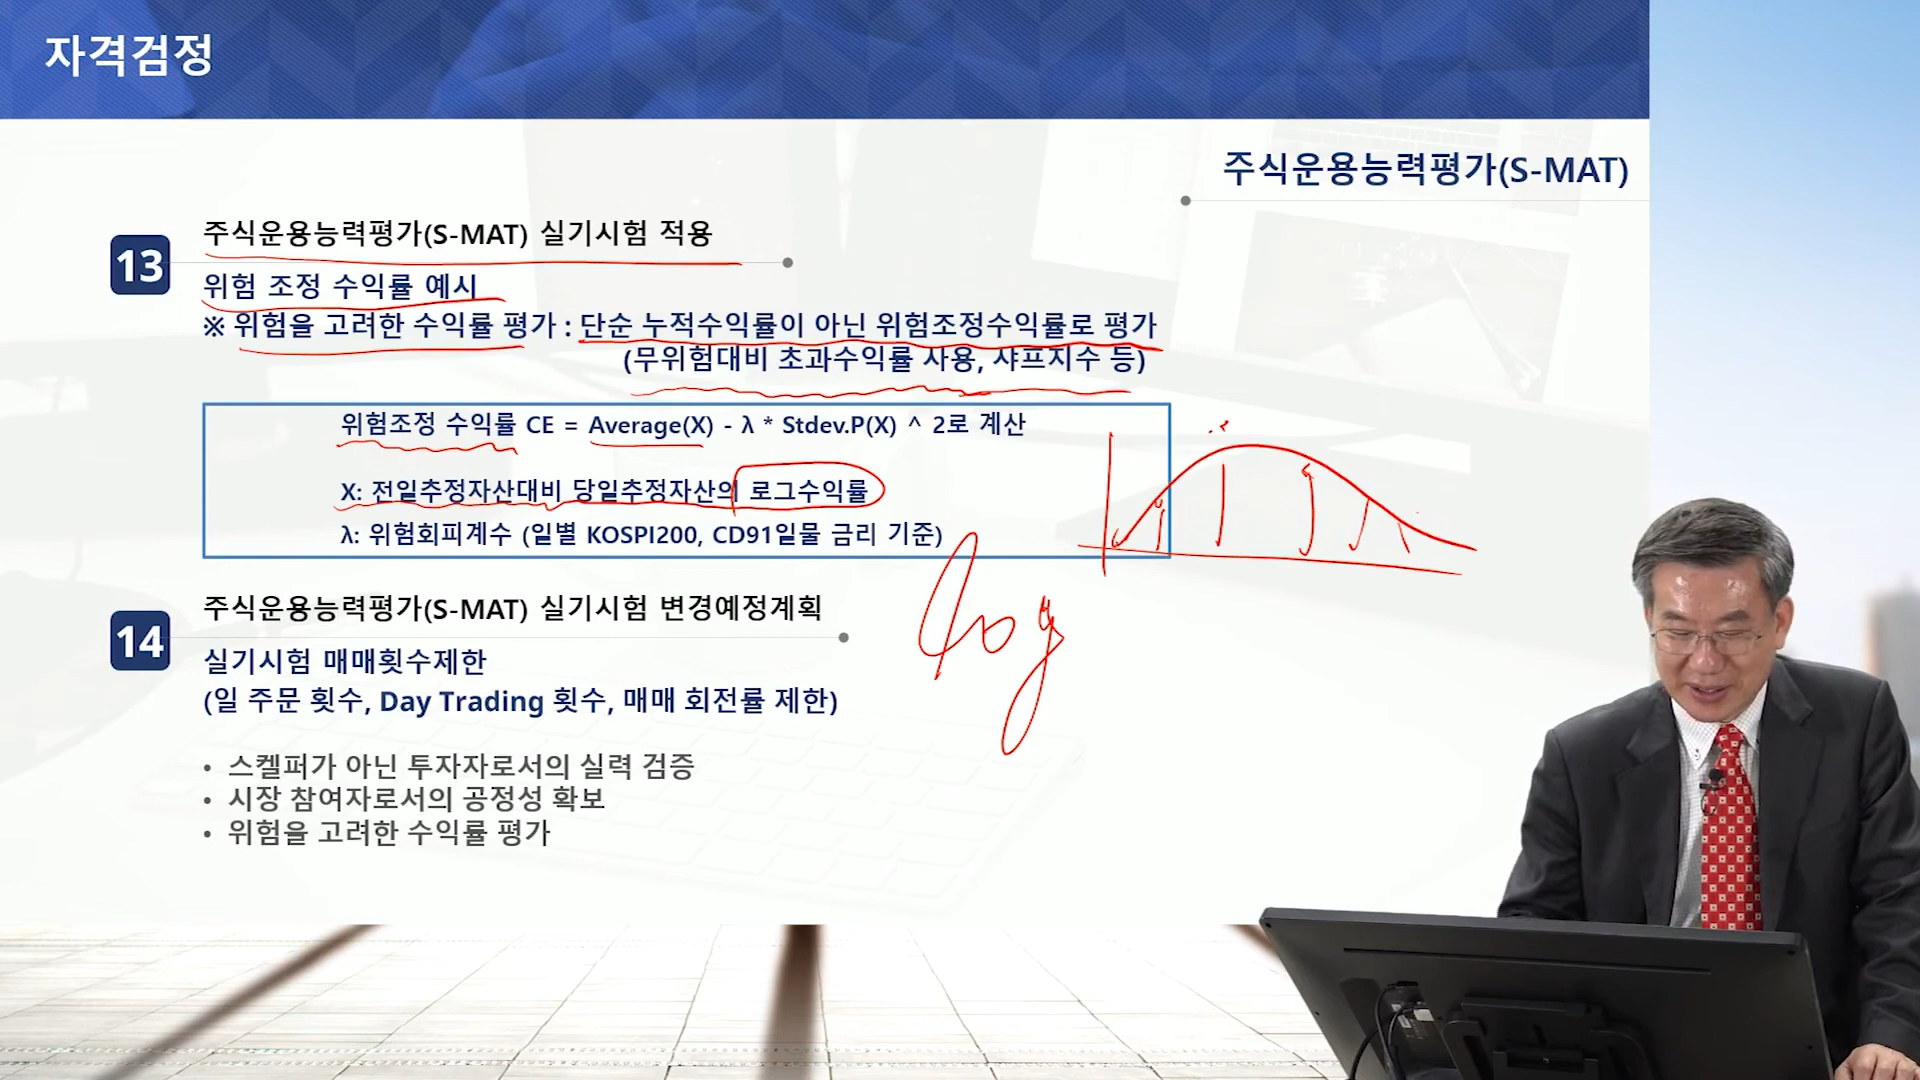 자격검정
주식운용능력평가(S-MAT)
13
주식운용능력평가(S-MAT) 실기시험 적용
위험 조정 수익률 예시
※ 위험을 고려한 수익률 평가 : 단순 누적수익률이 아닌 위험조정수익률로 평가
(무위험대비 초과수익률 사용, 샤프지수 등)
위험조정 수익률 CE = Average(X) - λ * Stdev.P(X) ^ 2로 계산
X: 전일추정자산대비 당일추정자산의 로그수익률
λ: 위험회피계수 (일별 KOSPI200, CD91일물 금리 기준)
log
14
주식운용능력평가(S-MAT) 실기시험 변경예정계획
실기시험 매매횟수제한
(일 주문 횟수, Day Trading 횟수, 매매 회전률 제한)
• 스켈퍼가 아닌 투자자로서의 실력 검증
• 시장 참여자로서의 공정성 확보
• 위험을 고려한 수익률 평가